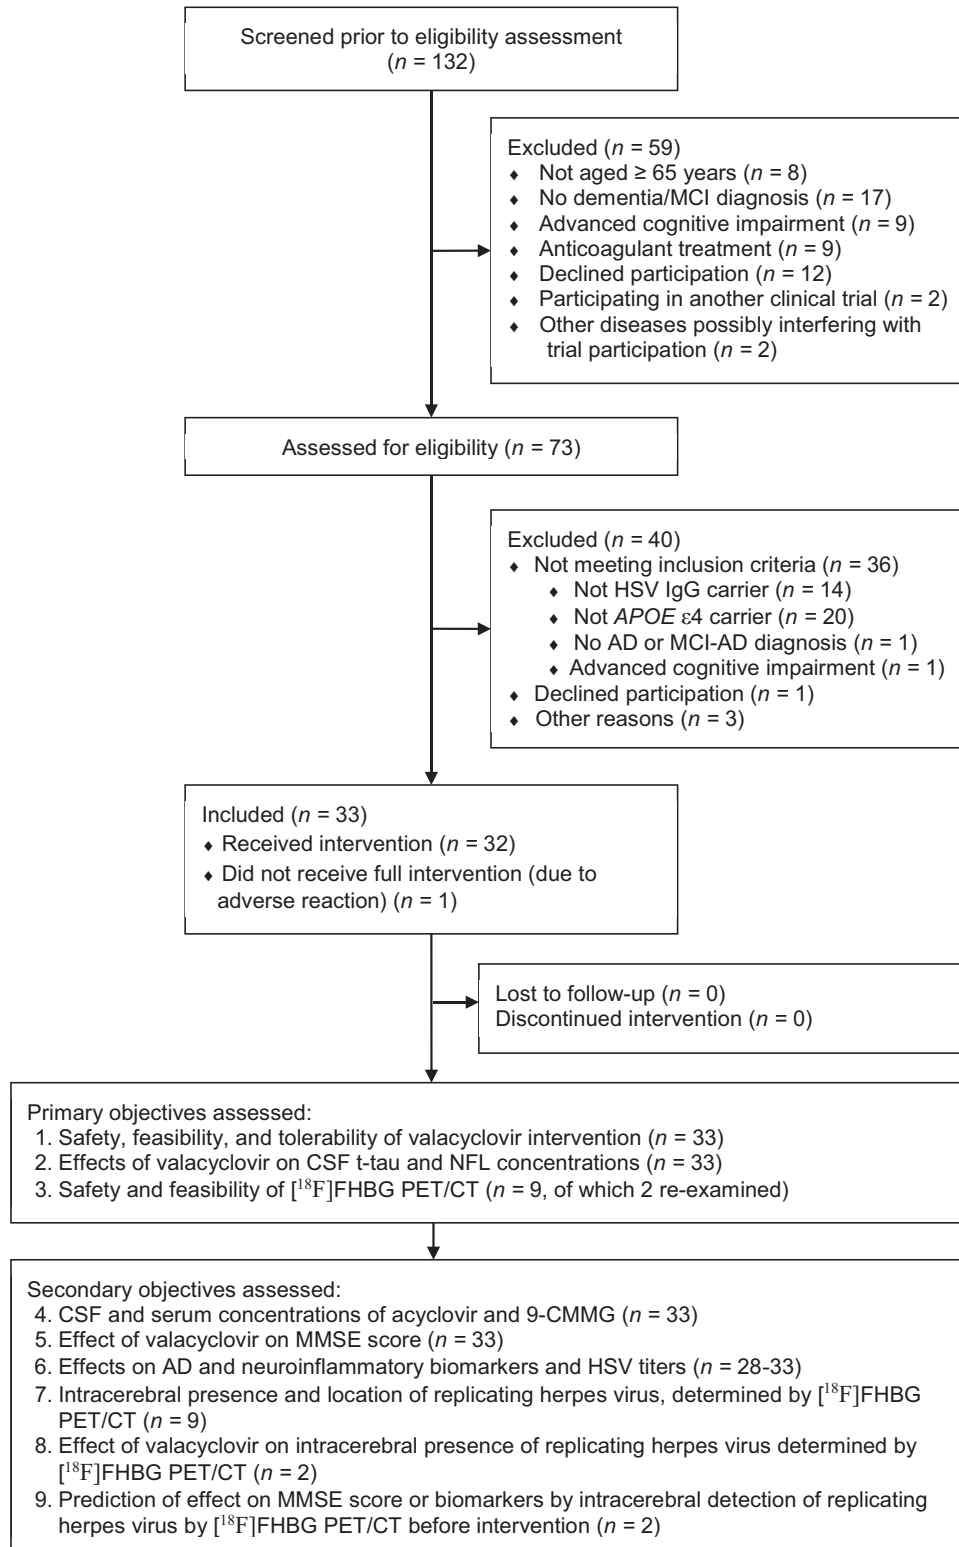 Screened prior to eligibility assessment
(n = 132)
Excluded (n = 59)
♦ Not aged ≥ 65 years (n = 8)
♦ No dementia/MCI diagnosis (n = 17)
♦ Advanced cognitive impairment (n = 9)
♦ Anticoagulant treatment (n = 9)
♦ Declined participation (n = 12)
♦ Participating in another clinical trial (n = 2)
♦ Other diseases possibly interfering with
trial participation (n = 2)
Assessed for eligibility (n = 73)
Excluded (n = 40)
♦ Not meeting inclusion criteria (n = 36)
♦ Not HSV IgG carrier (n = 14)
♦ Not APOE ε4 carrier (n = 20)
♦ No AD or MCI-AD diagnosis (n = 1)
♦ Advanced cognitive impairment (n = 1)
♦ Declined participation (n = 1)
♦ Other reasons (n = 3)
Included (n = 33)
♦ Received intervention (n = 32)
♦ Did not receive full intervention (due to
adverse reaction) (n = 1)
Lost to follow-up (n = 0)
Discontinued intervention (n = 0)
Primary objectives assessed:
1. Safety, feasibility, and tolerability of valacyclovir intervention (n = 33)
2. Effects of valacyclovir on CSF t-tau and NFL concentrations (n = 33)
3. Safety and feasibility of [¹⁸F]FHBG PET/CT (n = 9, of which 2 re-examined)
Secondary objectives assessed:
4. CSF and serum concentrations of acyclovir and 9-CMMG (n = 33)
5. Effect of valacyclovir on MMSE score (n = 33)
6. Effects on AD and neuroinflammatory biomarkers and HSV titers (n = 28-33)
7. Intracerebral presence and location of replicating herpes virus, determined by [¹⁸F]FHBG
PET/CT (n = 9)
8. Effect of valacyclovir on intracerebral presence of replicating herpes virus determined by
[¹⁸F]FHBG PET/CT (n = 2)
9. Prediction of effect on MMSE score or biomarkers by intracerebral detection of replicating
herpes virus by [¹⁸F]FHBG PET/CT before intervention (n = 2)